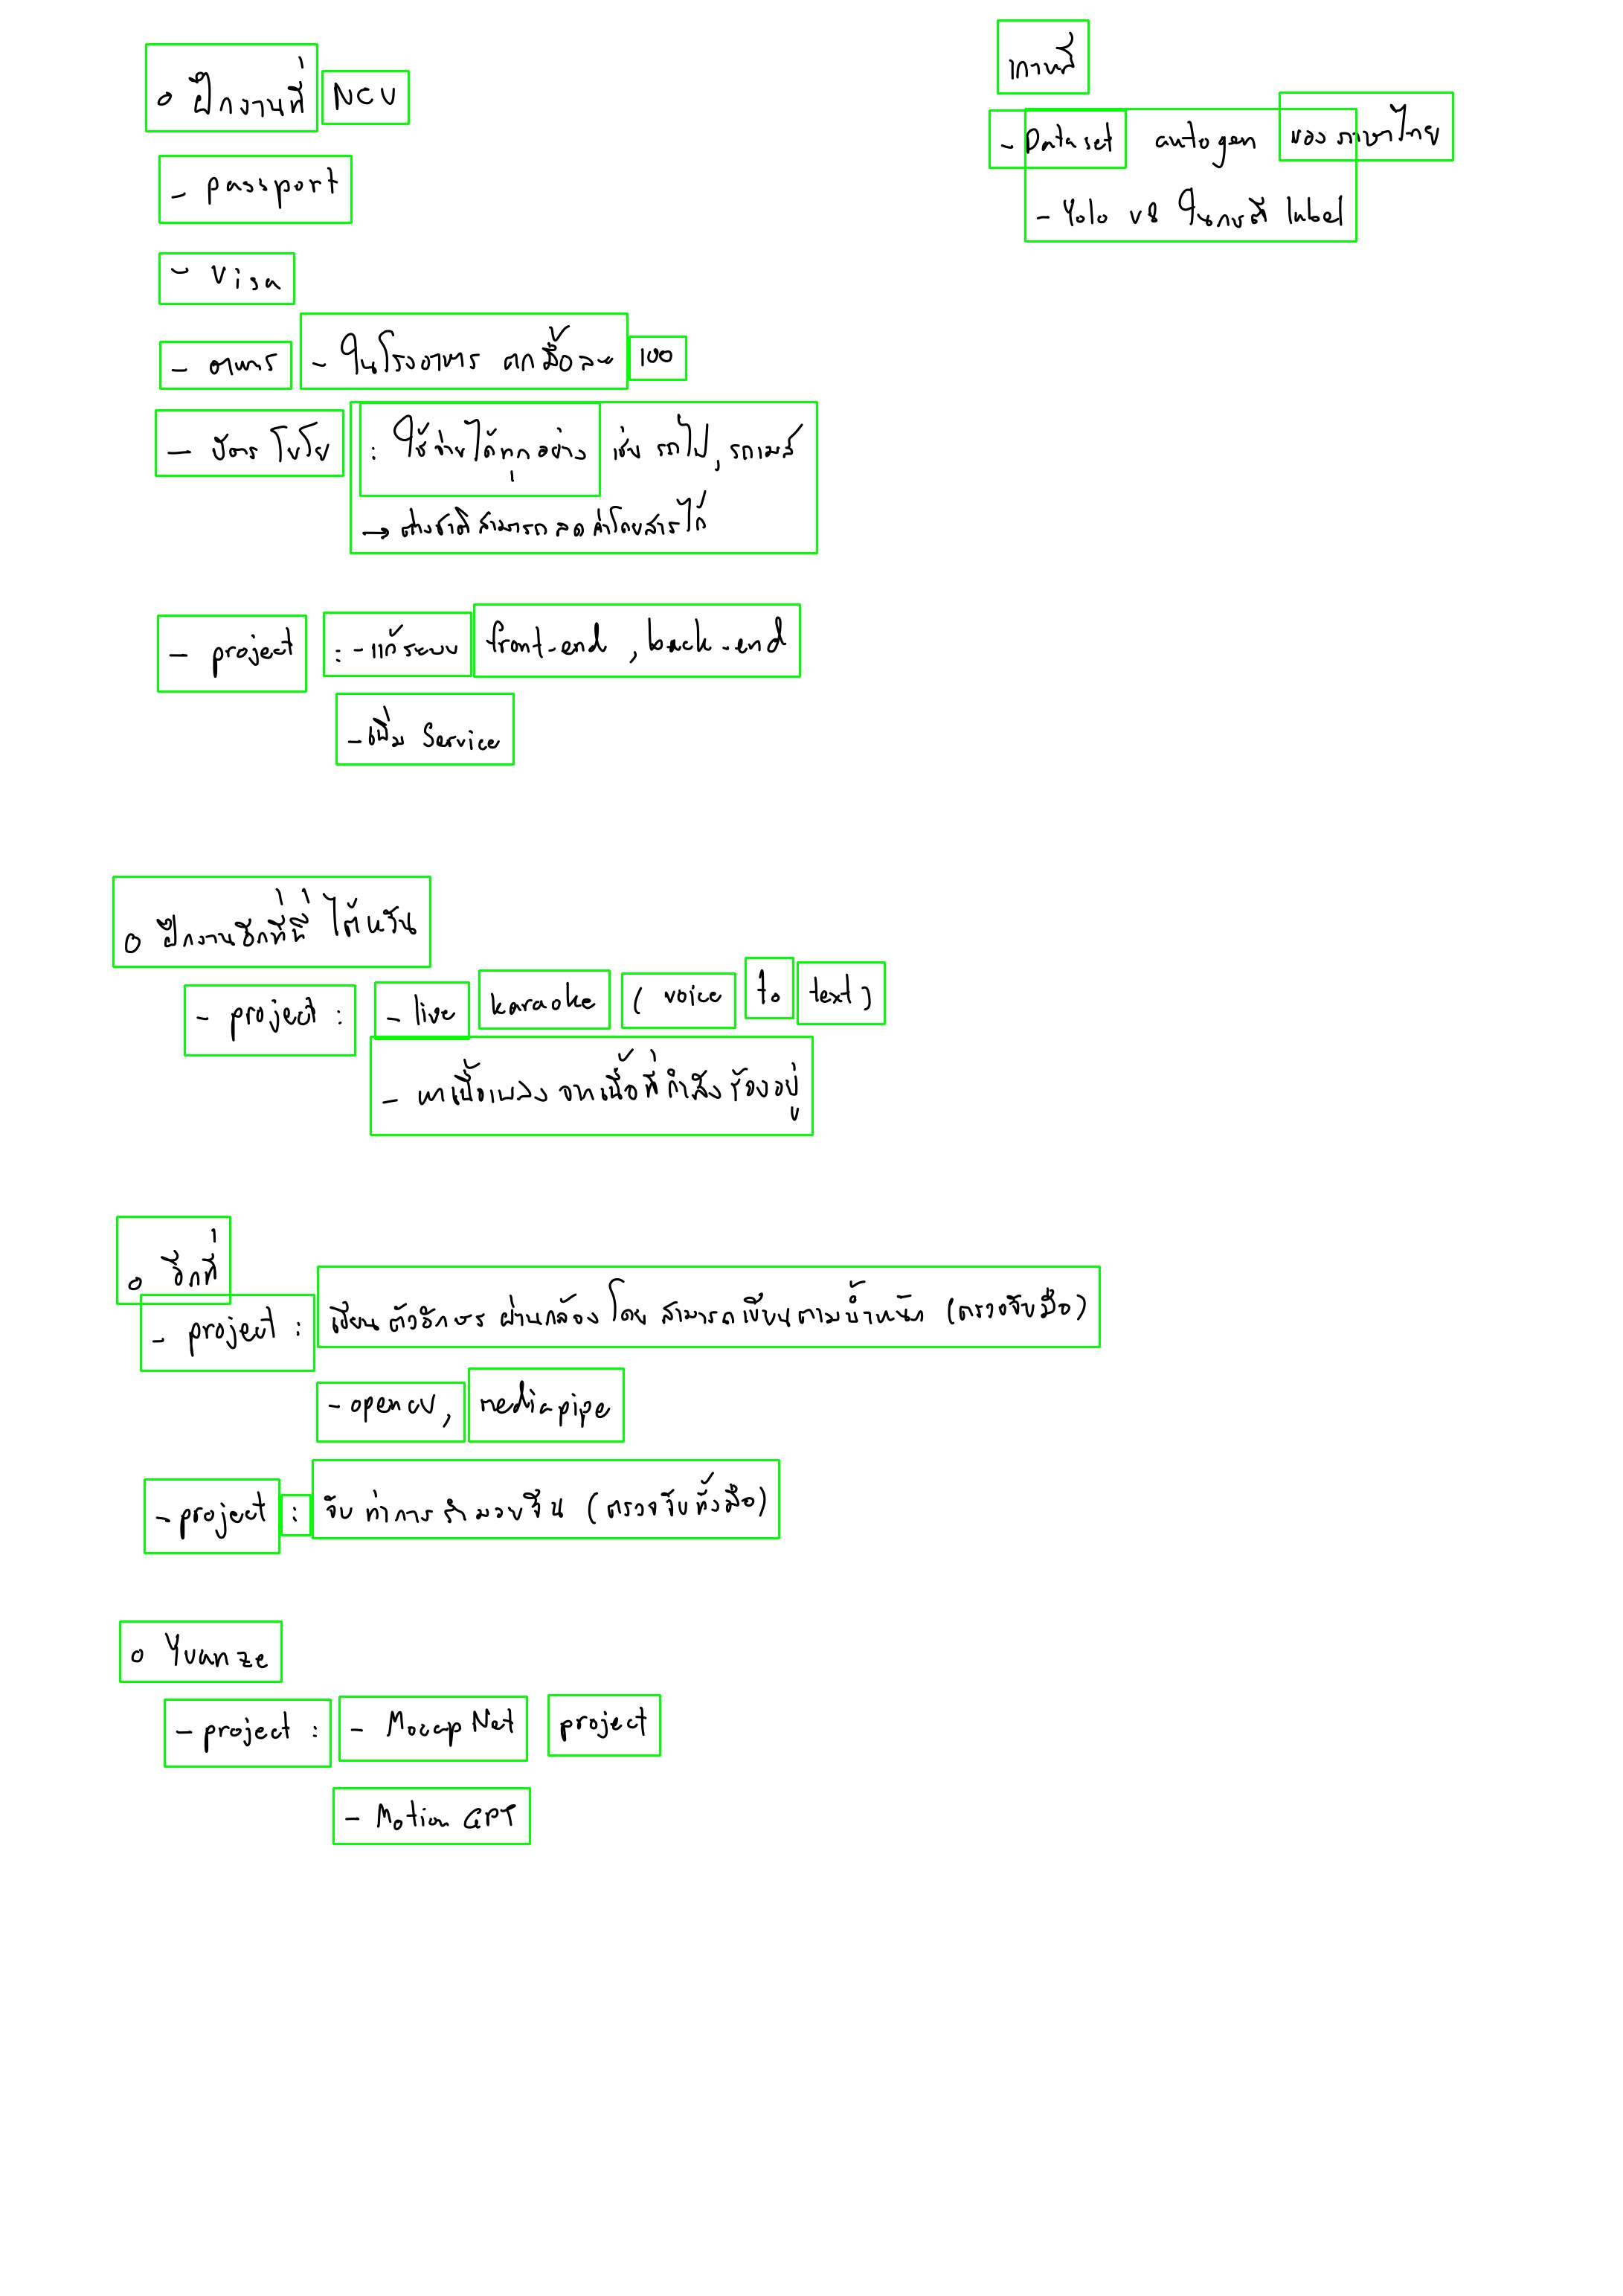 o ฝึกงานที่ NCU
- passport
- Visa
- อาหาร - ในโรงอาหาร ตกมื้อละ 100
- บัตรโยโย : ใช้จ่ายได้ทุกอย่าง เช่น รถไฟ, รถเมล์
→ ต่างชาติสามารถลดค่าโดยสารได้
- project : - แก้ระบบ front-end, back-end
- เพิ่ม Service
o ฝึกงานอีกที่นี่ ไต้หวัน
- project : - live karaoke (voice to text)
- หาเนื้อเพลง จากเนื้อที่กำลังร้องอยู่
o อีกที่
- project : เขียนตัวอักษร ผ่านกล้อง โดย สามารถเขียนตามน้ำหนัก (ตรวจจับมือ)
- opencv, mediapipe
- project : จับ ท่าการรำมวยจีน (ตรวจจับทั้งมือ)
o Yuanze
- project : - MocapNet project
- Motion GPT
เกาหลี
- Dataset autogen ของภาษาไทย
- Yolo v8 ในการตี label